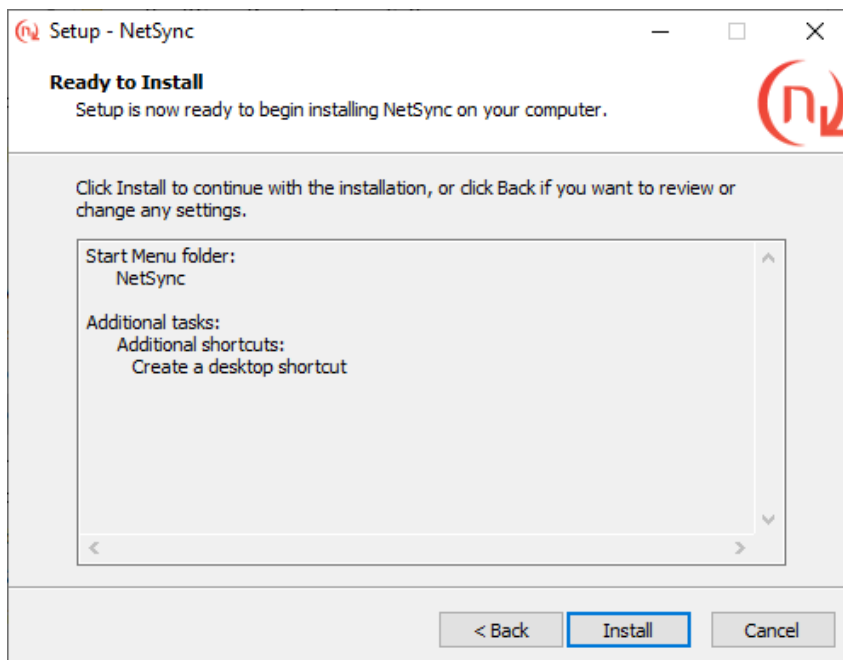 Setup - NetSync
Ready to Install
Setup is now ready to begin installing NetSync on your computer.
Click Install to continue with the installation, or click Back if you want to review or
change any settings.
Start Menu folder:
NetSync
Additional tasks:
Additional shortcuts:
Create a desktop shortcut
< Back
Install
Cancel